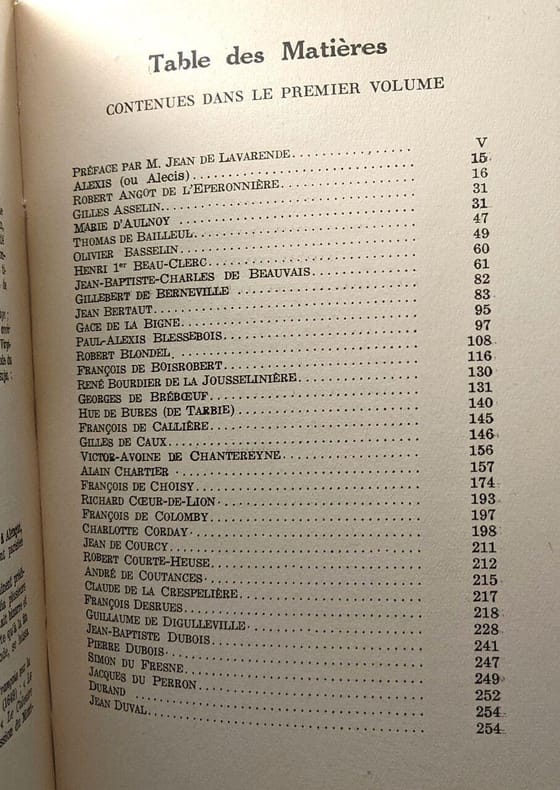 Table des Matières
CONTENUES DANS LE PREMIER VOLUME
PRÉFACE PAR M. JEAN DE LAVARENDE.......... V
ALEXIS (ou Alecis).......... 15
ROBERT ANGOT DE L'EPERONNIÈRE.......... 16
GILLES ASSELIN.......... 31
MARIE D'AULNOY .......... 31
THOMAS DE BAILLEUL.......... 47
OLIVIER BASSELIN.......... 49
HENRI 1er BEAU-CLERC.......... 60
JEAN-BAPTISTE-CHARLES DE BEAUVAIS.......... 61
GILLEBERT DE BERNEVILLE .......... 82
JEAN BERTAUT.......... 83
GACE DE LA BIGNE.......... 95
PAUL-ALEXIS BLESSEBOIS.......... 97
ROBERT BLONDEL.......... 108
FRANÇOIS DE BOISROBERT.......... 116
RENÉ BOURDIER DE LA JOUSSELINIÈRE.......... 130
GEORGES DE BRÉBŒUF.......... 131
HUE DE BURES (DE TARBIE).......... 140
FRANÇOIS DE CALLIÈRE.......... 145
GILLES DE CAUX.......... 146
VICTOR-AVOINE DE CHANTEREYNE.......... 156
ALAIN CHARTIER .......... 157
FRANÇOIS DE CHOISY.......... 174
RICHARD CŒUR-DE-LION.......... 193
FRANÇOIS DE COLOMBY.......... 197
CHARLOTTE CORDAY.......... 198
JEAN DE COURCY.......... 211
ROBERT COURTE-HEUSE.......... 212
ANDRÉ DE COUTANCES.......... 215
CLAUDE DE LA CRESPELIÈRE.......... 217
FRANÇOIS DESRUES.......... 218
GUILLAUME DE DIGULLEVILLE.......... 228
JEAN-BAPTISTE DUBOIS.......... 241
PIERRE DUBOIS.......... 247
SIMON DU FRESNE.......... 249
JACQUES DU PERRON.......... 252
DURAND .......... 254
JEAN DUVAL.......... 254